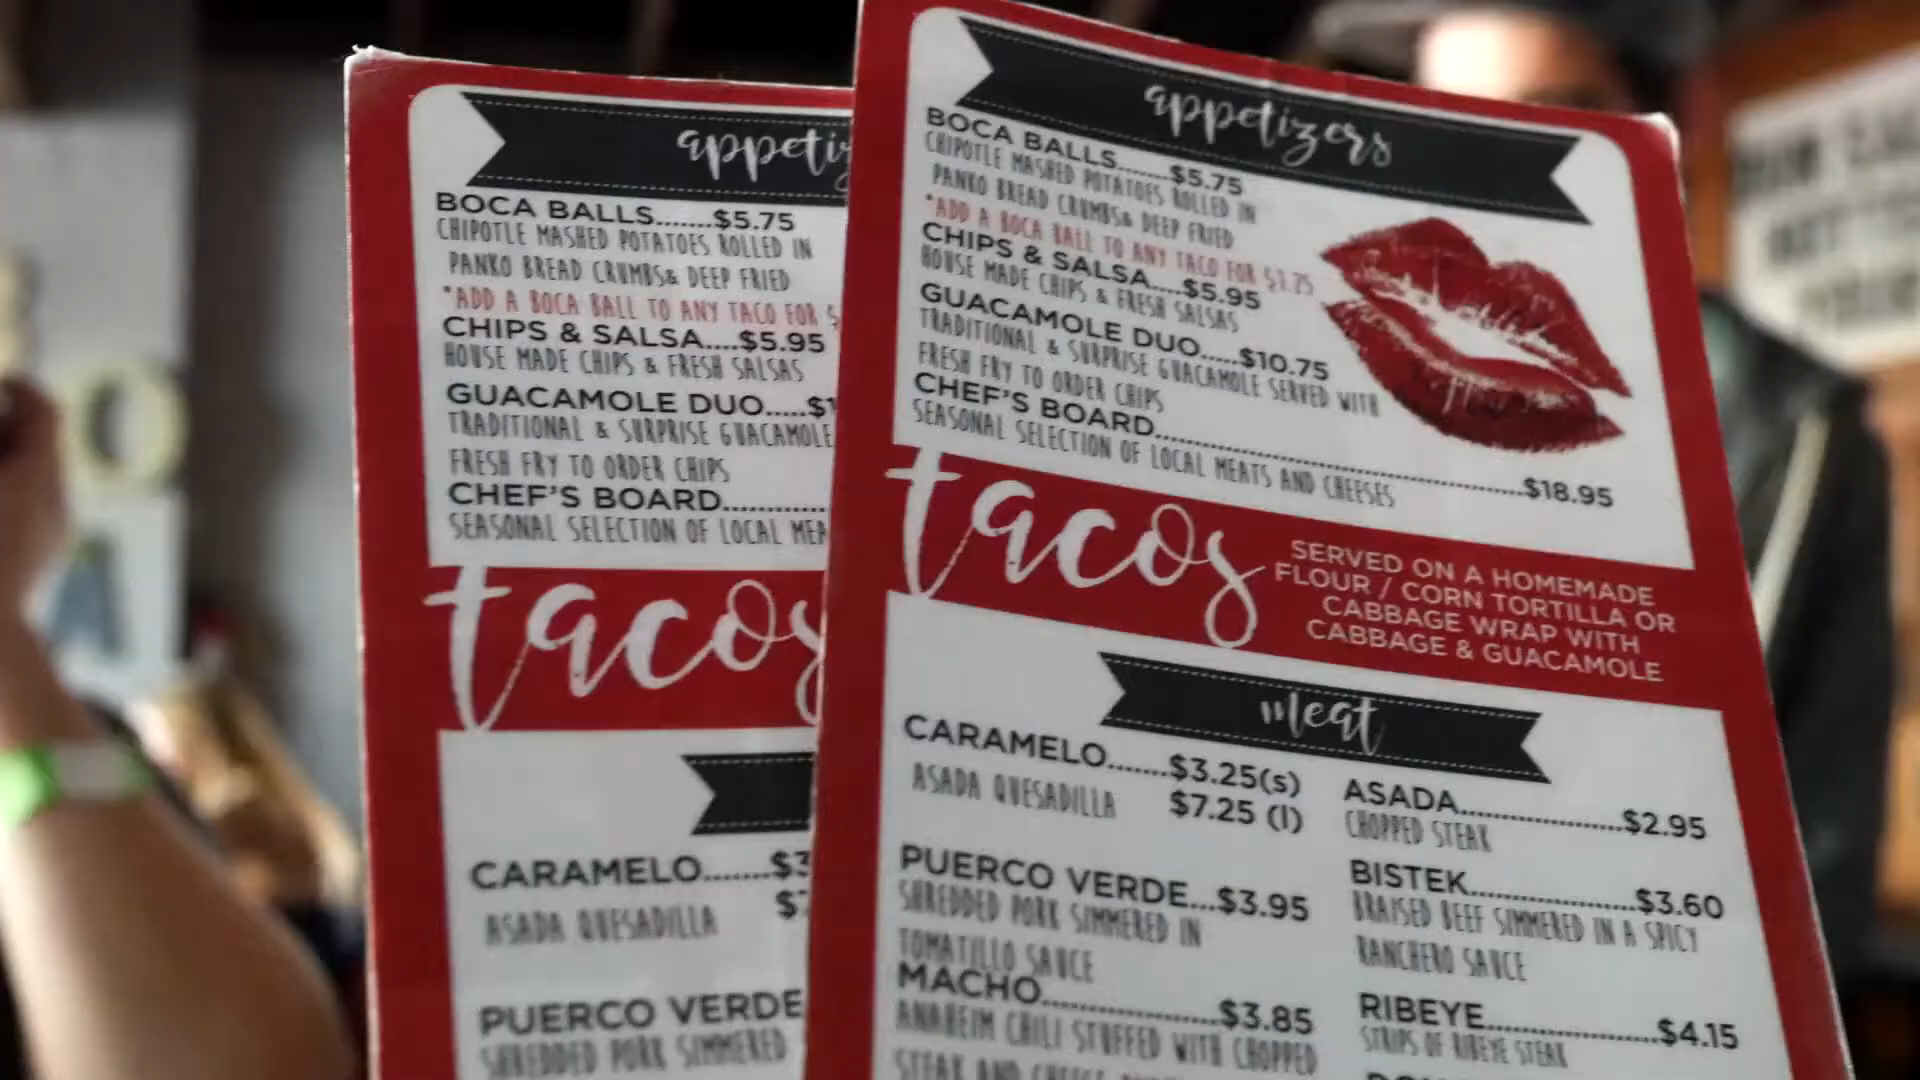 appetiz
BOCA BALLS.......$5.75
CHIPOTLE MASHED POTATOES ROLLED IN
PANKO BREAD CRUMBS& DEEP FRIED
*ADD A BOCA BALL TO ANY TACO FOR $
CHIPS & SALSA....$5.95
HOUSE MADE CHIPS & FRESH SALSAS
GUACAMOLE DUO.....$1
TRADITIONAL & SURPRISE GUACAMOLE
FRESH FRY TO ORDER CHIPS
CHEF'S BOARD............
SEASONAL SELECTION OF LOCAL MEA
tacos
CARAMELO.......$3
$7
ASADA QUESADILLA
PUERCO VERDE
SHREDDED PORK SIMMERED
appetizers
BOCA BALLS.......$5.75
CHIPOTLE MASHED POTATOES ROLLED IN
PANKO BREAD CRUMBS& DEEP FRIED
*ADD A BOCA BALL TO ANY TACO FOR $1.75
CHIPS & SALSA....$5.95
HOUSE MADE CHIPS & FRESH SALSAS
GUACAMOLE DUO.....$10.75
TRADITIONAL & SURPRISE GUACAMOLE SERVED WITH
FRESH FRY TO ORDER CHIPS
CHEF'S BOARD..........................................$18.95
SEASONAL SELECTION OF LOCAL MEATS AND CHEESES
tacos
SERVED ON A HOMEMADE
FLOUR / CORN TORTILLA OR
CABBAGE WRAP WITH
CABBAGE & GUACAMOLE
meat
CARAMELO.......$3.25(s)
ASADA QUESADILLA $7.25 (l)
PUERCO VERDE...$3.95
SHREDDED PORK SIMMERED IN
TOMATILLO SAUCE
MACHO.....................$3.85
ANAHEIM CHILI STUFFED WITH CHOPPED
STEAK AND CHEESE
ASADA....................$2.95
CHOPPED STEAK
BISTEK....................$3.60
BRAISED BEEF SIMMERED IN A SPICY
RANCHERO SAUCE
RIBEYE.....................$4.15
STRIPS OF RIBEYE STEAK